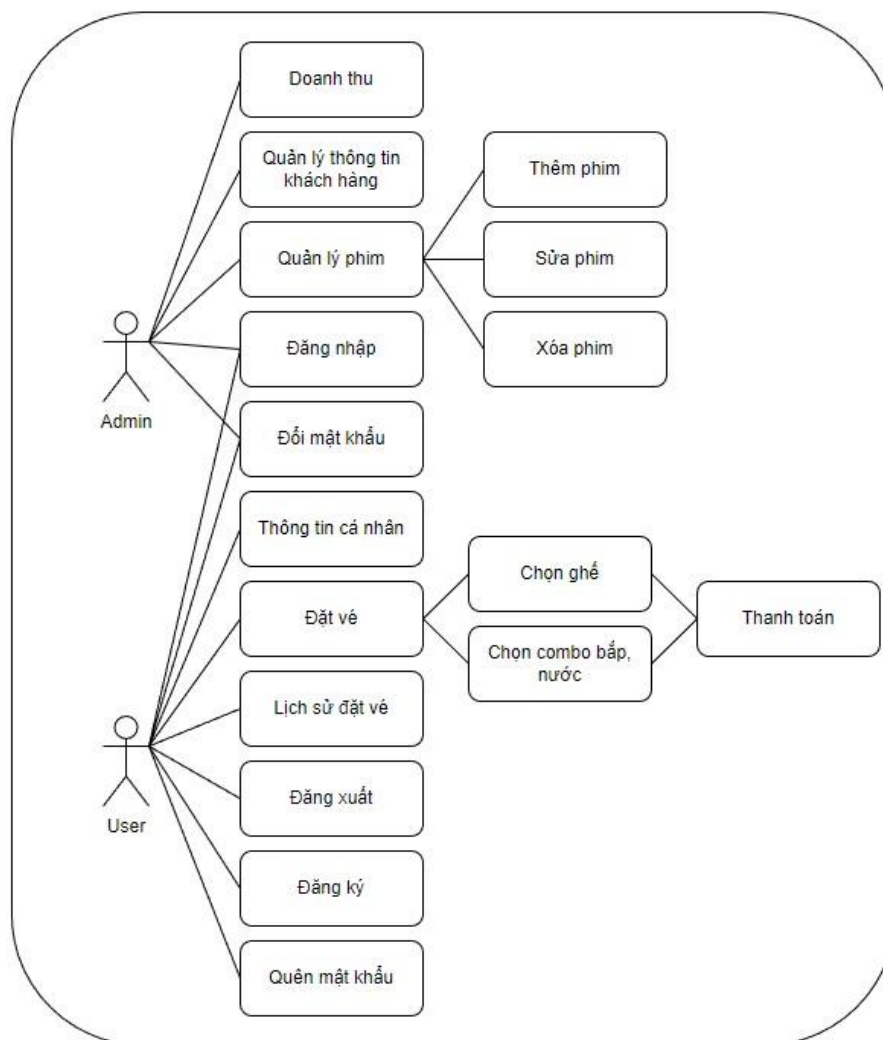 Doanh thu
Quản lý thông tin
khách hàng
Thêm phim
Quản lý phim
Sửa phim
Đăng nhập
Xóa phim
Admin
Đổi mật khẩu
Thông tin cá nhân
Chọn ghế
Đặt vé
Thanh toán
Chọn combo bắp,
nước
Lịch sử đặt vé
User
Đăng xuất
Đăng ký
Quên mật khẩu